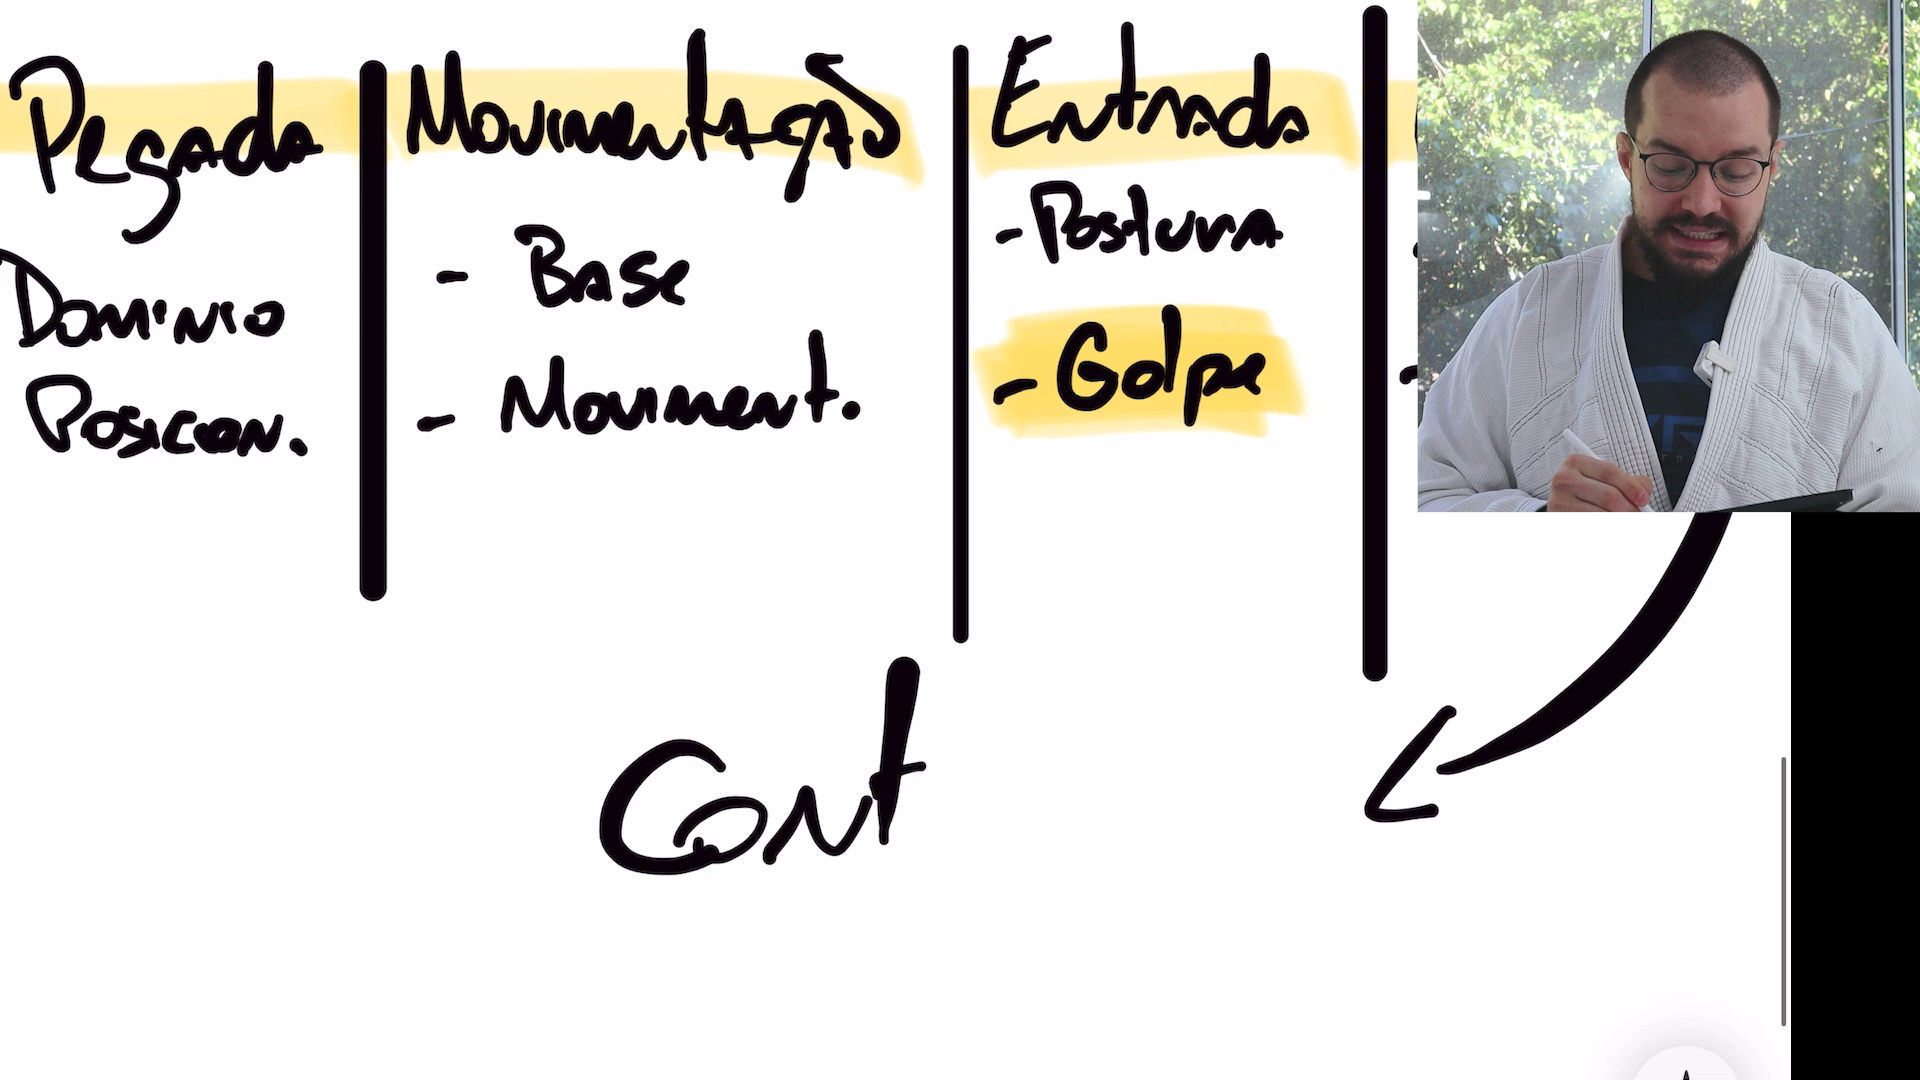 Pegada
Domínio
Posicion.
Movimentação
- Base
- Moviment.
Entrada
- Postura
- Golpe
Cont